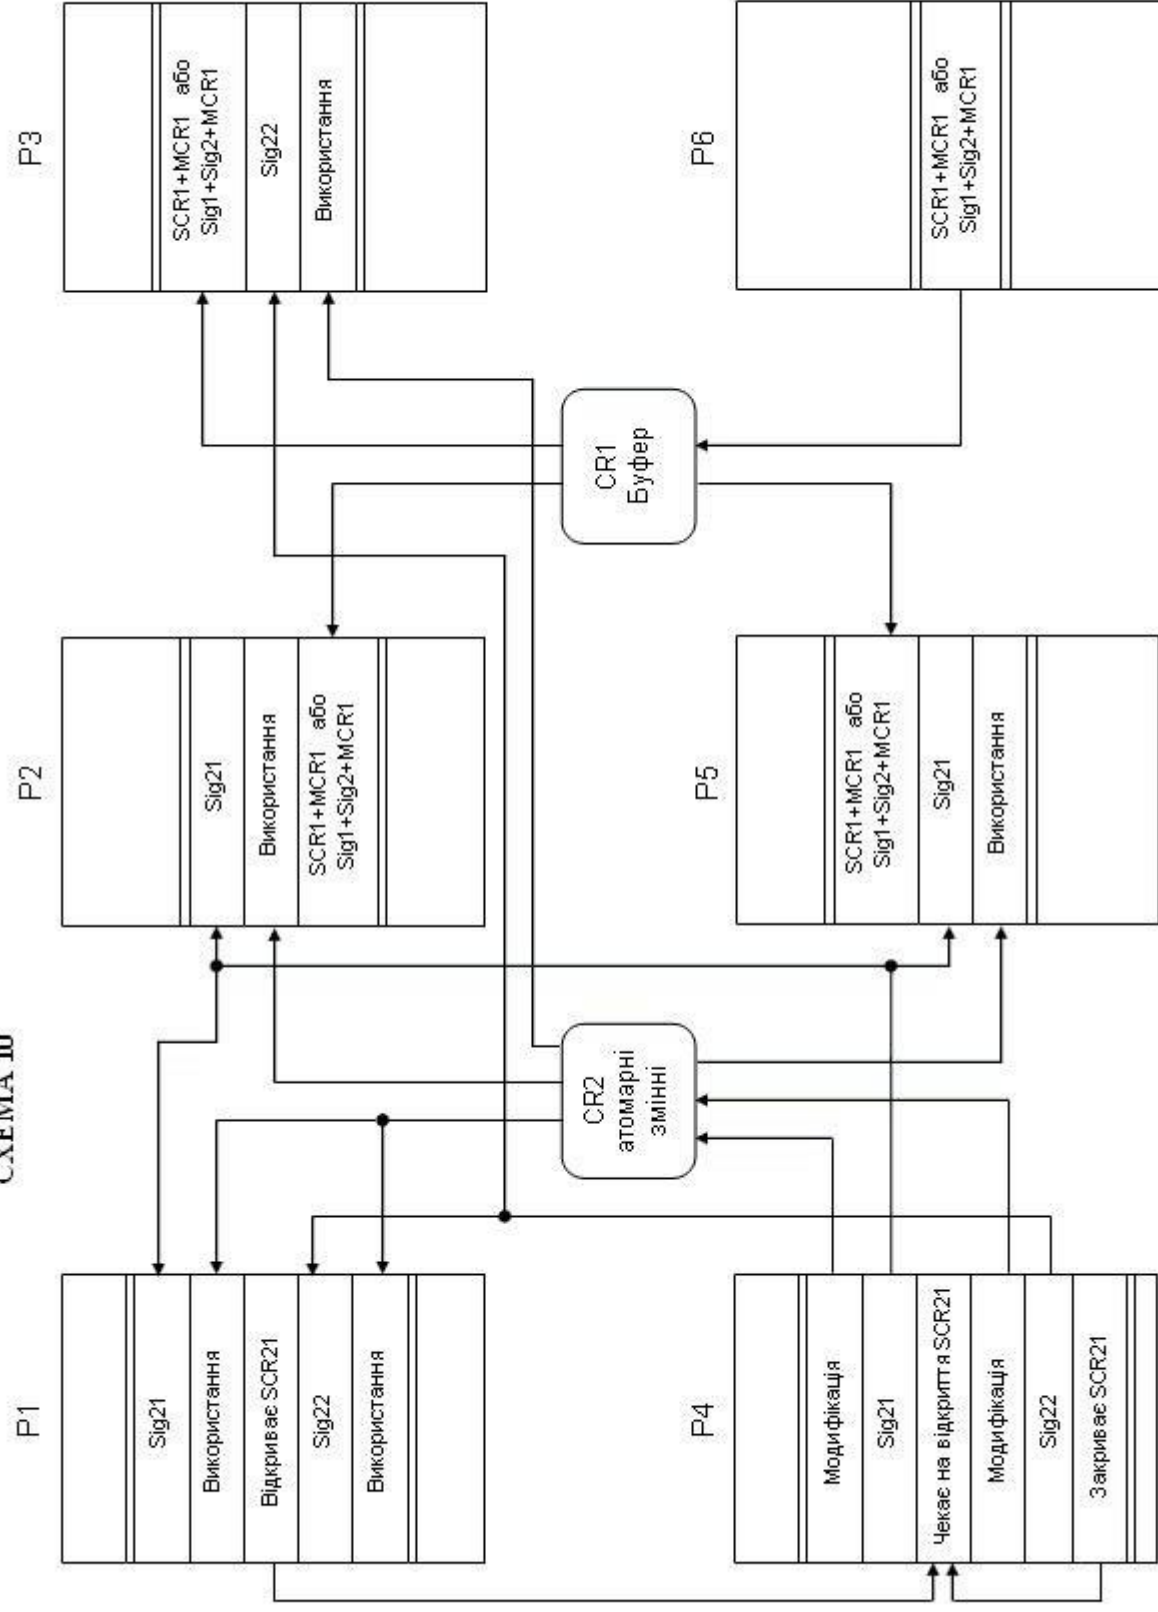 СХЕМА 10
P1
Sig21
Використання
Відкриває SCR21
Sig22
Використання
P2
Sig21
Використання
SCR1+MCR1 або
Sig1+Sig2+MCR1
P3
SCR1+MCR1 або
Sig1+Sig2+MCR1
Sig22
Використання
CR2
атомарні
змінні
CR1
Буфер
P4
Модифікація
Sig21
Чекає на відкриття SCR21
Модифікація
Sig22
Закриває SCR21
P5
SCR1+MCR1 або
Sig1+Sig2+MCR1
Sig21
Використання
P6
SCR1+MCR1 або
Sig1+Sig2+MCR1